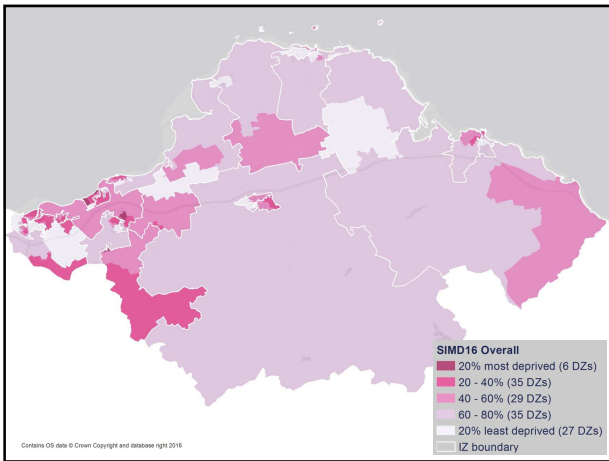 SIMD16 Overall
20% most deprived (6 DZs)
20 - 40% (35 DZs)
40 - 60% (29 DZs)
60 - 80% (35 DZs)
20% least deprived (27 DZs)
IZ boundary
Contains OS data © Crown Copyright and database right 2016